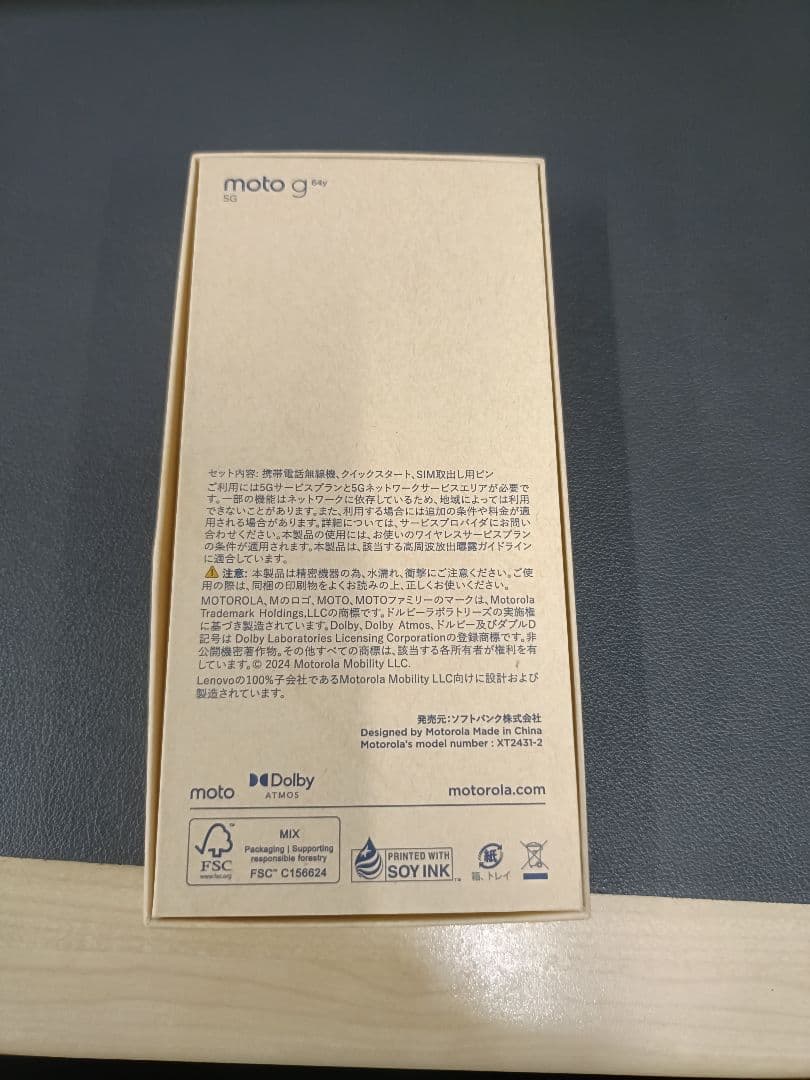 moto g 64y
5G
セット内容: 携帯電話無線機、クイックスタート、SIM取出し用ピン
ご利用には5Gサービスプランと5Gネットワークサービスエリアが必要で
す。一部の機能はネットワークに依存しているため、地域によっては利用
できないことがあります。また、利用する場合には追加の条件や料金が適
用される場合があります。詳細については、サービスプロバイダにお問い
合わせください。本製品の使用には、お使いのワイヤレスサービスプラン
の条件が適用されます。本製品は、該当する高周波放出曝露ガイドライン
に適合しています。
注意: 本製品は精密機器の為、水濡れ、衝撃にご注意ください。ご使
用の際は、同梱の印刷物をよくお読みの上、正しくお使いください。
MOTOROLA、Mのロゴ、MOTO、MOTOファミリーのマークは、Motorola
Trademark Holdings,LLCの商標です。ドルビーラボラトリーズの実施権
に基づき製造されています。Dolby、Dolby Atmos、ドルビー及びダブルD
記号は Dolby Laboratories Licensing Corporationの登録商標です。非
公開機密著作物。その他すべての商標は、該当する各所有者が権利を有
しています。© 2024 Motorola Mobility LLC.
Lenovoの100%子会社であるMotorola Mobility LLC向けに設計および
製造されています。
発売元:ソフトバンク株式会社
Designed by Motorola Made in China
Motorola's model number : XT2431-2
moto Dolby ATMOS motorola.com
FSC™
www.fsc.org
MIX
Packaging | Supporting
responsible forestry
FSC™ C156624
PRINTED WITH
SOY INK™
紙
箱、トレイ